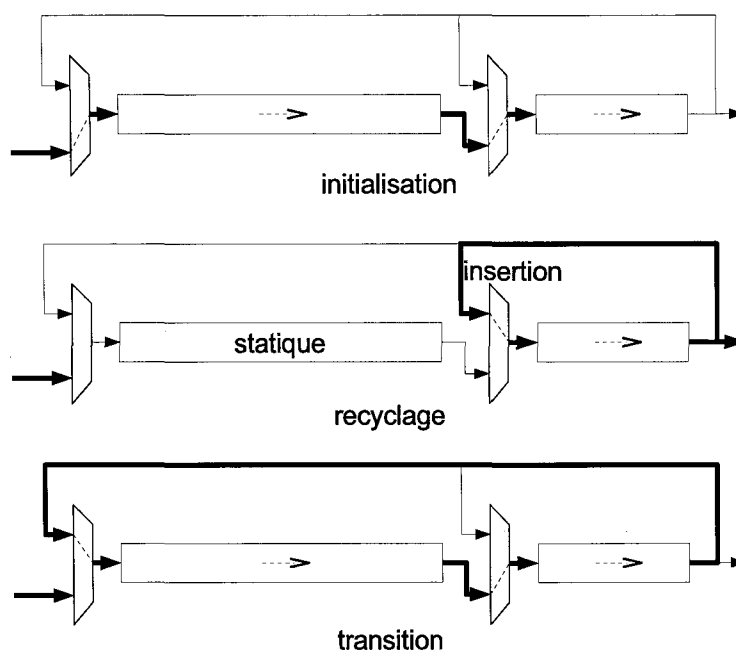 initialisation
insertion
statique
recyclage
transition